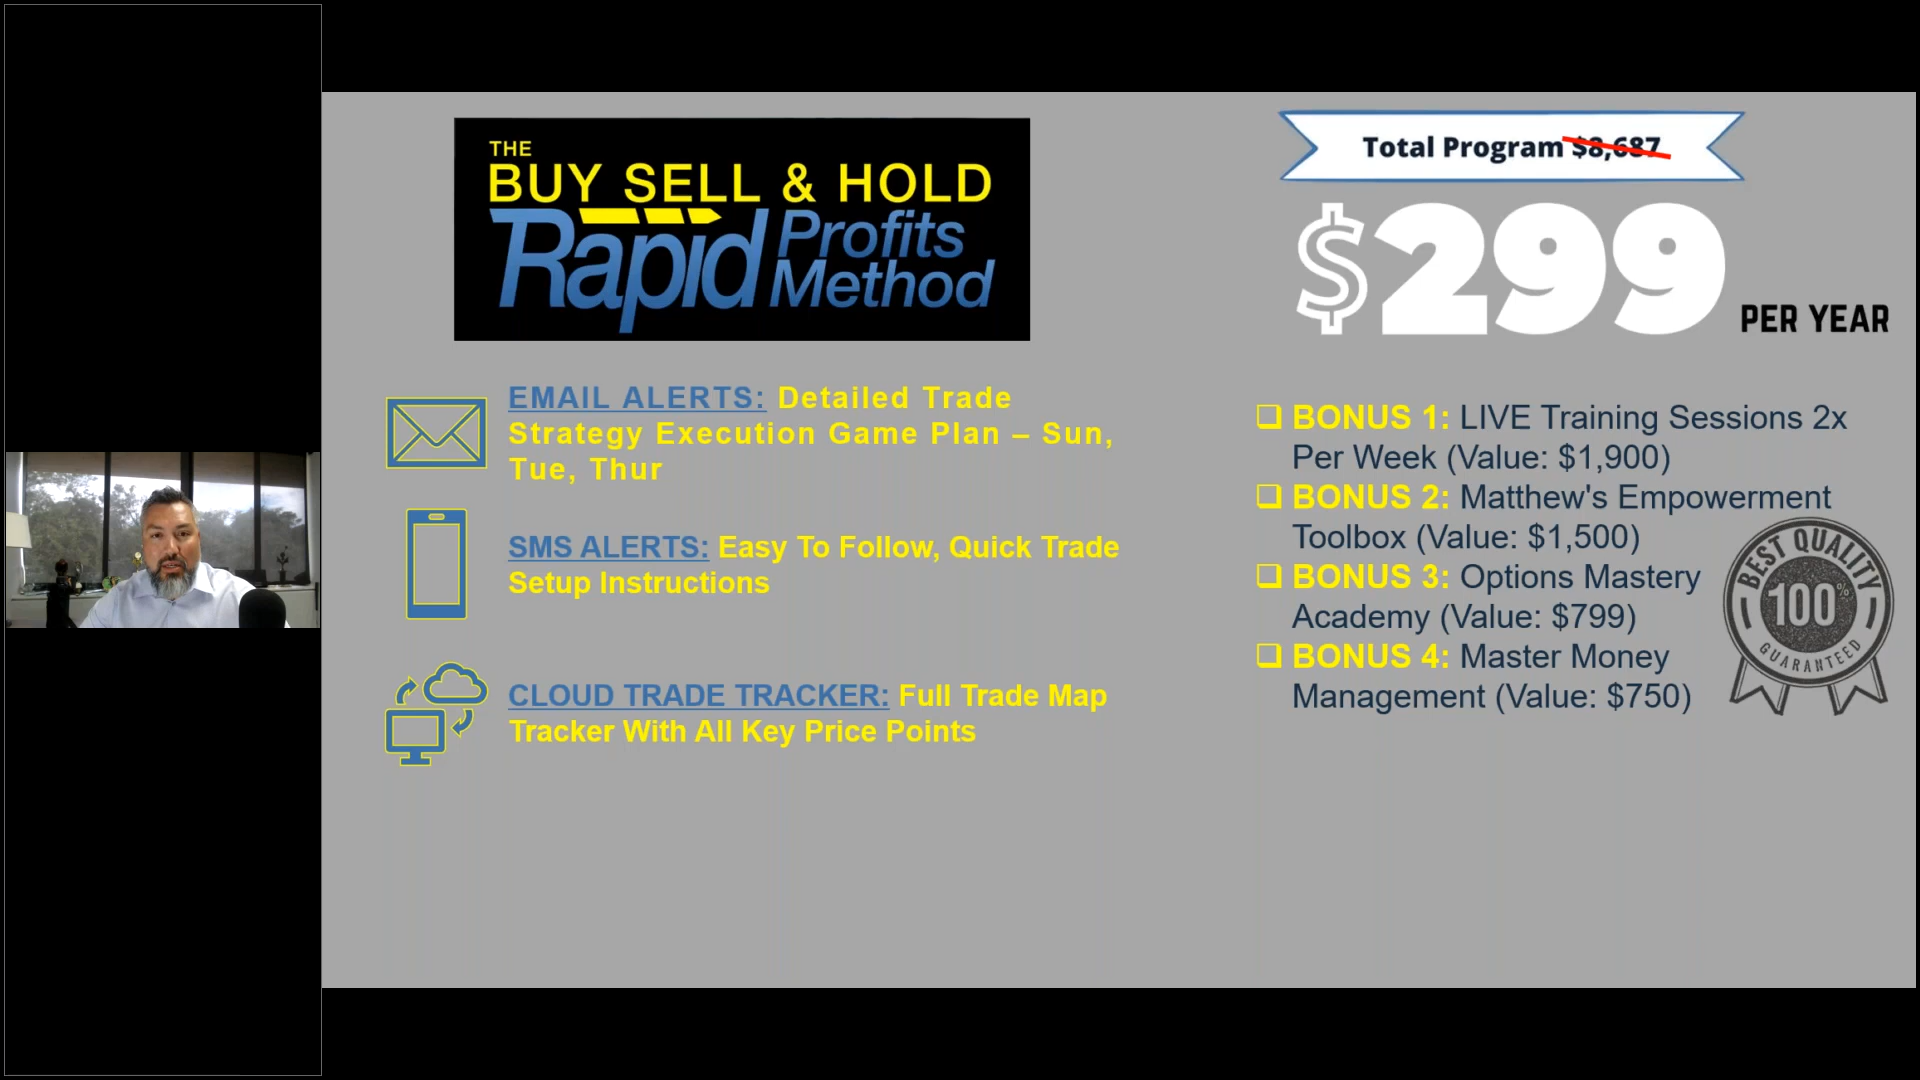 THE
BUY SELL & HOLD
Rapid Profits
Method
EMAIL ALERTS: Detailed Trade
Strategy Execution Game Plan – Sun,
Tue, Thur
SMS ALERTS: Easy To Follow, Quick Trade
Setup Instructions
CLOUD TRADE TRACKER: Full Trade Map
Tracker With All Key Price Points
Total Program $8,687
$299 PER YEAR
BONUS 1: LIVE Training Sessions 2x
Per Week (Value: $1,900)
BONUS 2: Matthew's Empowerment
Toolbox (Value: $1,500)
BONUS 3: Options Mastery
Academy (Value: $799)
BONUS 4: Master Money
Management (Value: $750)
BEST QUALITY
100%
GUARANTEED